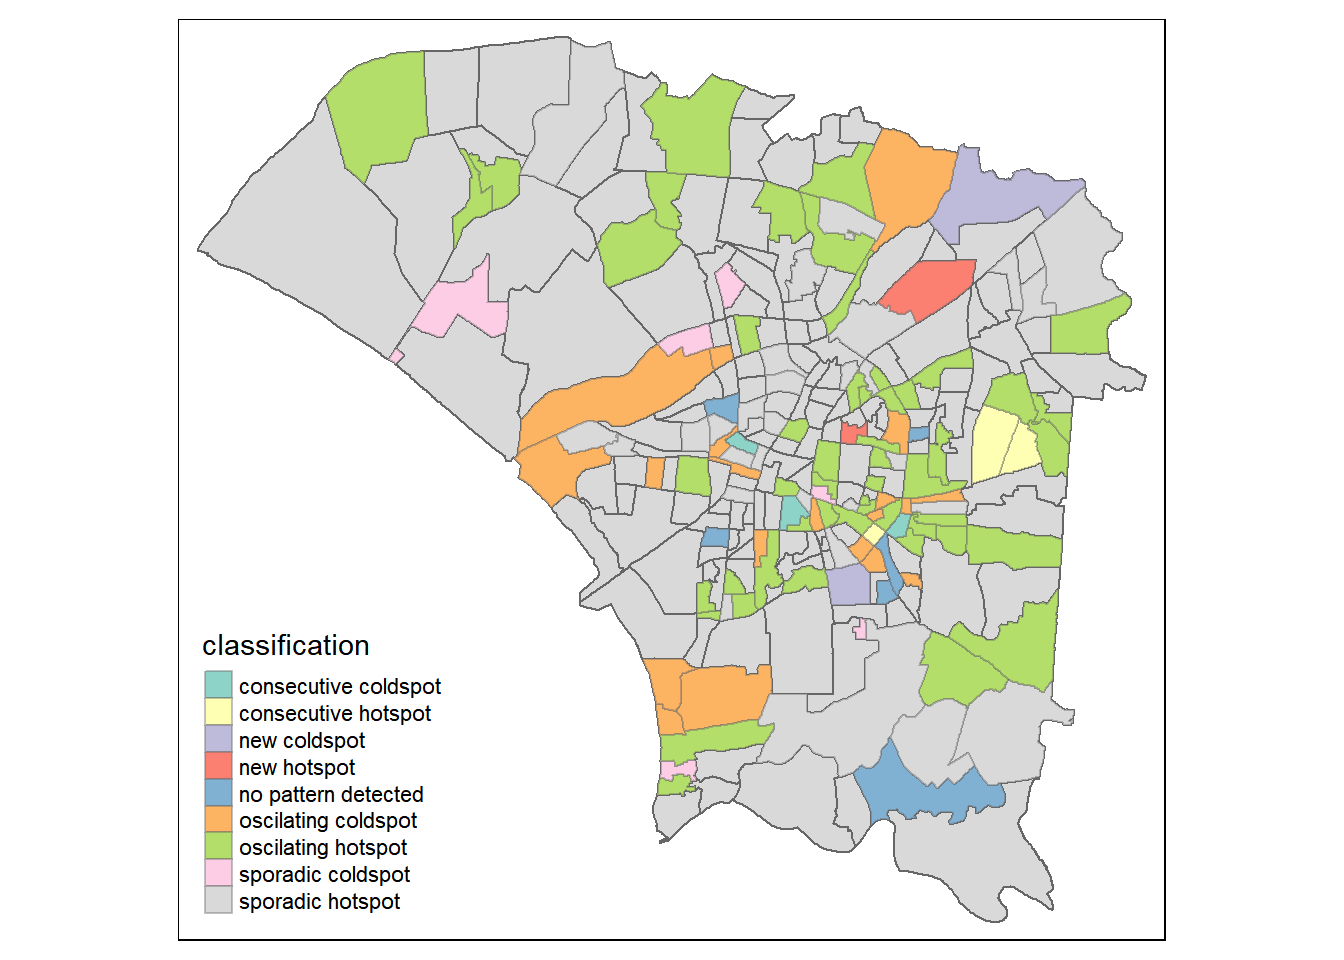 classification
consecutive coldspot
consecutive hotspot
new coldspot
new hotspot
no pattern detected
oscilating coldspot
oscilating hotspot
sporadic coldspot
sporadic hotspot